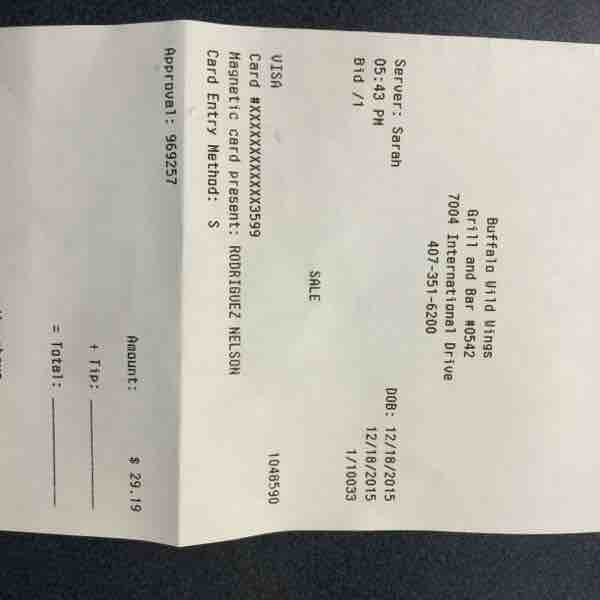 Buffalo Wild Wings
Grill and Bar #0542
7004 International Drive
407-351-6200
Server: Sarah DOB: 12/18/2015
05:43 PM 12/18/2015
Bid /1 1/10033
SALE
VISA 1048590
Card #XXXXXXXXXXXX3599
Magnetic card present: RODRIGUEZ NELSON
Card Entry Method: S
Approval: 969257
Amount: $ 29.19
+ Tip:
= Total: